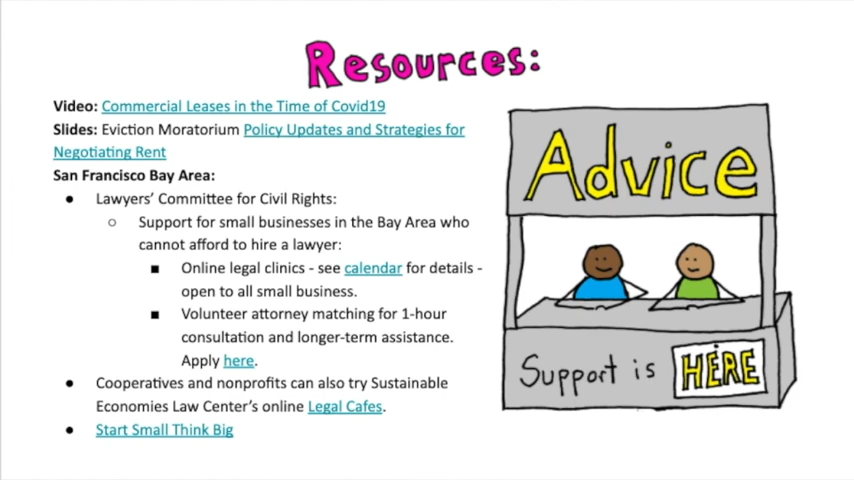 Resources:
Video: Commercial Leases in the Time of Covid19
Slides: Eviction Moratorium Policy Updates and Strategies for
Negotiating Rent
San Francisco Bay Area:
● Lawyers' Committee for Civil Rights:
○ Support for small businesses in the Bay Area who
cannot afford to hire a lawyer:
■ Online legal clinics - see calendar for details -
open to all small business.
■ Volunteer attorney matching for 1-hour
consultation and longer-term assistance.
Apply here.
● Cooperatives and nonprofits can also try Sustainable
Economies Law Center's online Legal Cafes.
● Start Small Think Big
Advice
Support is HERE